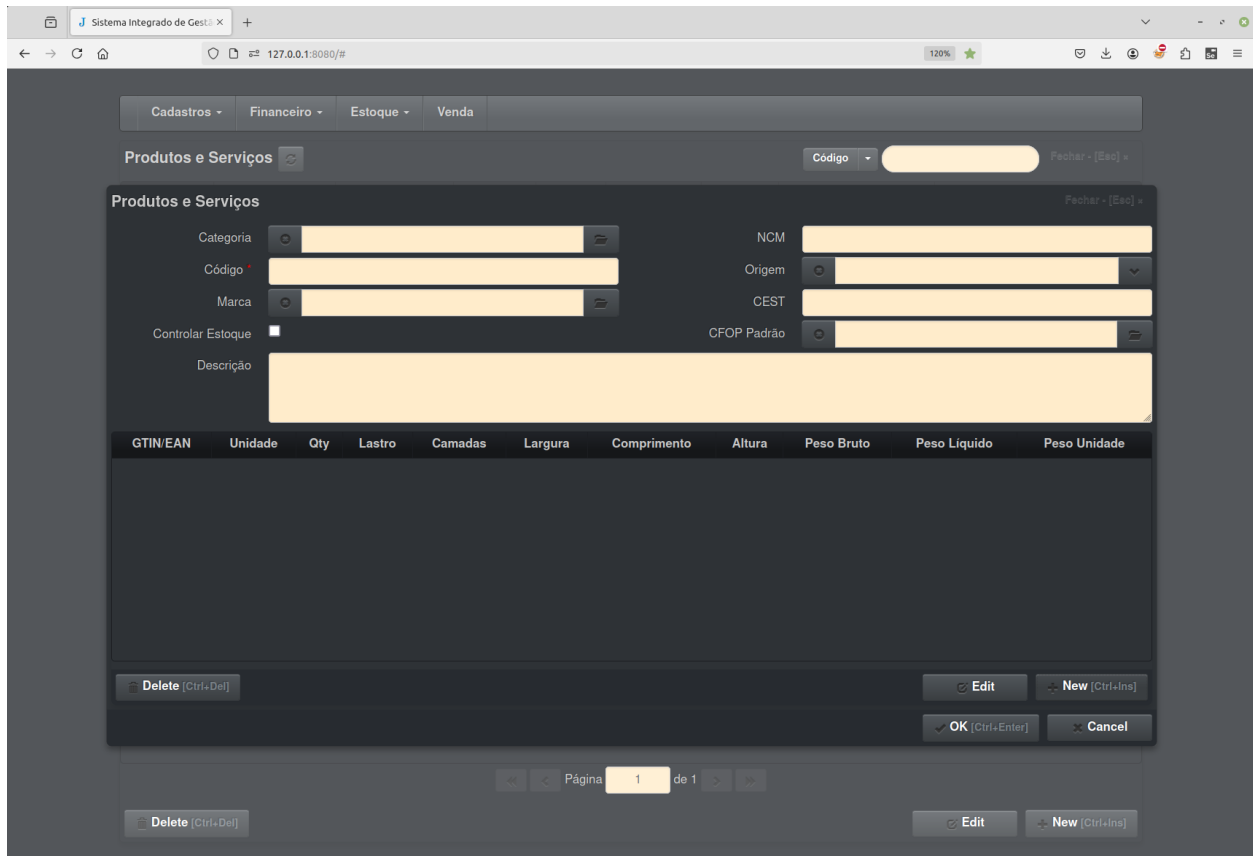 Sistema Integrado de Gestã
127.0.0.1:8080/#
120%
Cadastros
Financeiro
Estoque
Venda
Produtos e Serviços
Código
Fechar - [Esc] ×
Produtos e Serviços
Fechar - [Esc] ×
Categoria
NCM
Código *
Origem
Marca
CEST
Controlar Estoque
CFOP Padrão
Descrição
GTIN/EAN Unidade Qty Lastro Camadas Largura Comprimento Altura Peso Bruto Peso Líquido Peso Unidade
Delete [Ctrl+Del]
Edit
New [Ctrl+Ins]
OK [Ctrl+Enter]
Cancel
Página 1 de 1
Delete [Ctrl+Del]
Edit
New [Ctrl+Ins]